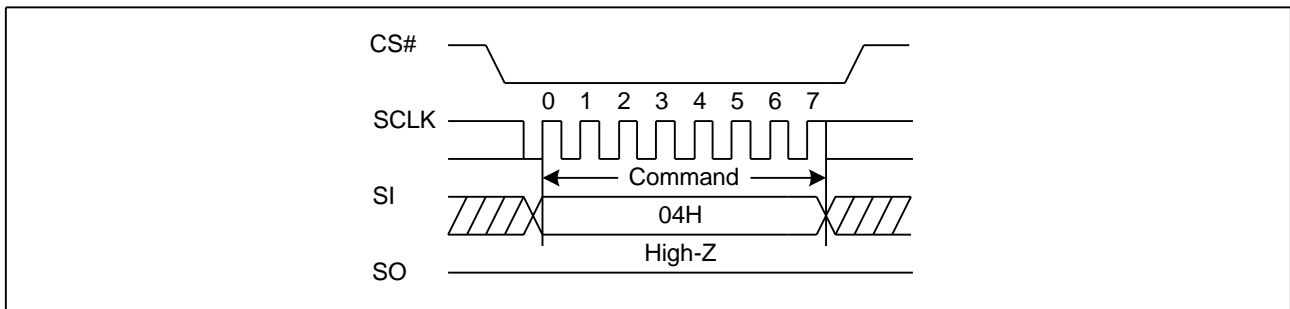 CS#
0 1 2 3 4 5 6 7
SCLK
Command
SI
04H
High-Z
SO